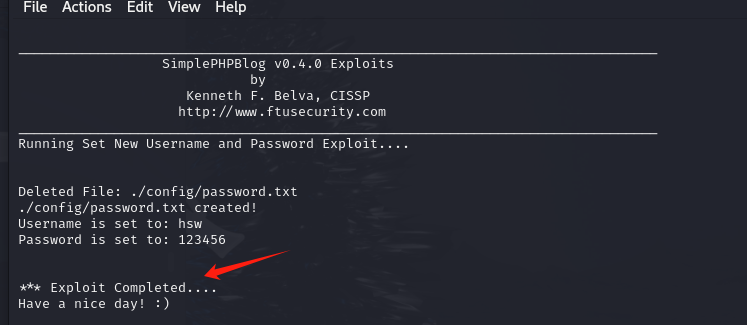 File Actions Edit View Help
SimplePHPBlog v0.4.0 Exploits
by
Kenneth F. Belva, CISSP
http://www.ftusecurity.com
Running Set New Username and Password Exploit....
Deleted File: ./config/password.txt
./config/password.txt created!
Username is set to: hsw
Password is set to: 123456
*** Exploit Completed....
Have a nice day! :)